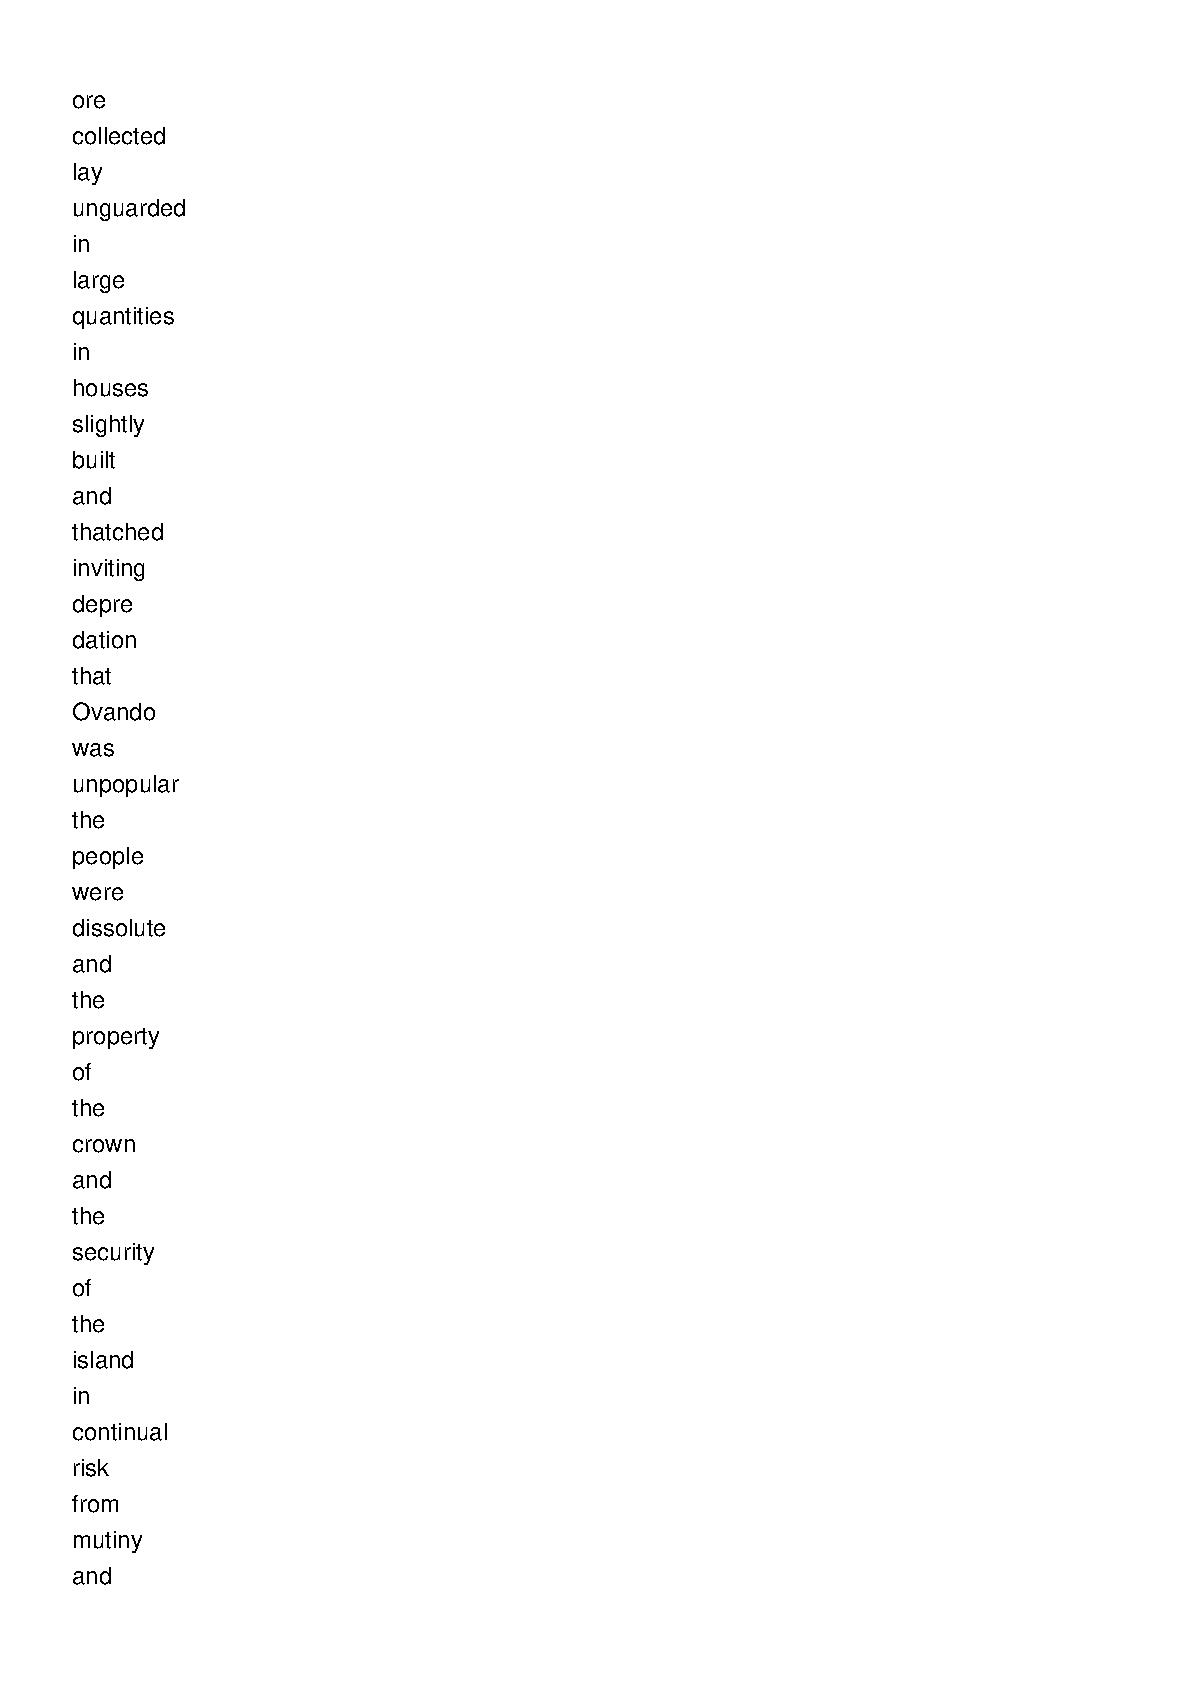 ore
collected
lay
unguarded
in
large
quantities
in
houses
slightly
built
and
thatched
inviting
depre
dation
that
Ovando
was
unpopular
the
people
were
dissolute
and
the
property
of
the
crown
and
the
security
of
the
island
in
continual
risk
from
mutiny
and